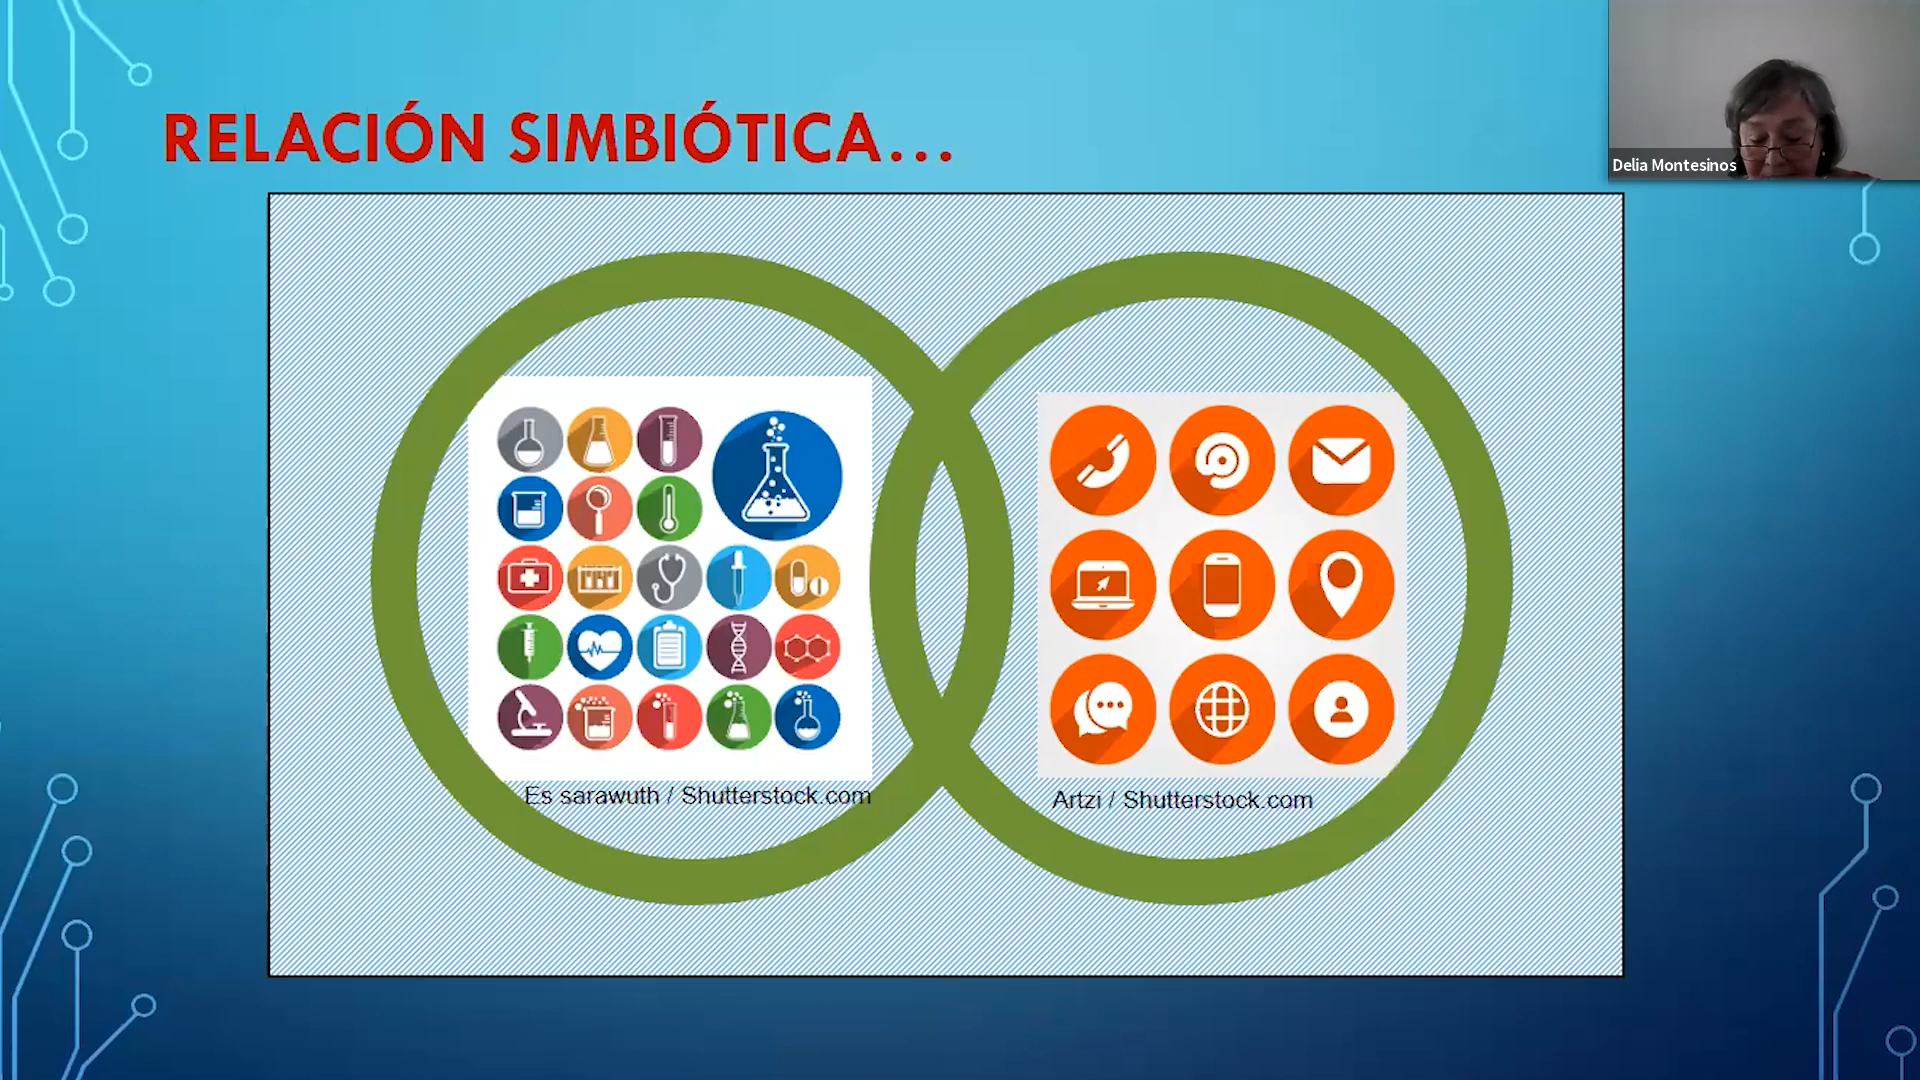 RELACIÓN SIMBIÓTICA...
Delia Montesinos
Es sarawuth / Shutterstock.com
Artzi / Shutterstock.com